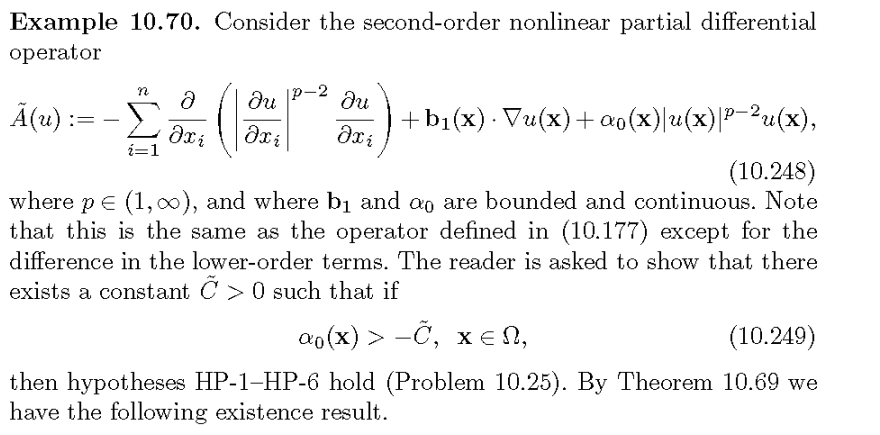 Example 10.70. Consider the second-order nonlinear partial differential
operator
Ã(u) := − \sum_{i=1}^{n} \frac{∂}{∂x_i} ( | \frac{∂u}{∂x_i} |^{p−2} \frac{∂u}{∂x_i} ) + b₁(x) · ∇u(x) + α₀(x)|u(x)|^{p−2}u(x),
(10.248)
where p ∈ (1, ∞), and where b₁ and α₀ are bounded and continuous. Note
that this is the same as the operator defined in (10.177) except for the
difference in the lower-order terms. The reader is asked to show that there
exists a constant C̃ > 0 such that if
α₀(x) > −C̃, x ∈ Ω, (10.249)
then hypotheses HP-1–HP-6 hold (Problem 10.25). By Theorem 10.69 we
have the following existence result.